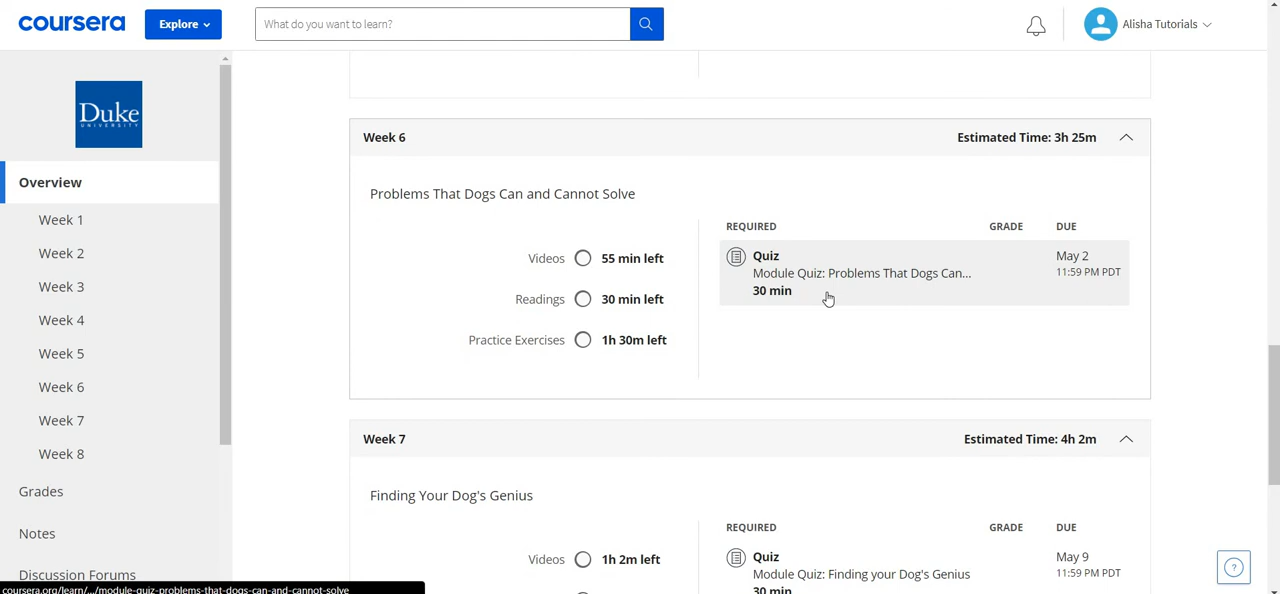 coursera
Explore
What do you want to learn?
Alisha Tutorials
Duke
UNIVERSITY
Overview
Week 1
Week 2
Week 3
Week 4
Week 5
Week 6
Week 7
Week 8
Grades
Notes
Discussion Forums
coursera.org/learn/.../module-quiz-problems-that-dogs-can-and-cannot-solve
Week 6
Estimated Time: 3h 25m
Problems That Dogs Can and Cannot Solve
Videos 55 min left
Readings 30 min left
Practice Exercises 1h 30m left
REQUIRED GRADE DUE
Quiz May 2
Module Quiz: Problems That Dogs Can... 11:59 PM PDT
30 min
Week 7
Estimated Time: 4h 2m
Finding Your Dog's Genius
Videos 1h 2m left
REQUIRED GRADE DUE
Quiz May 9
Module Quiz: Finding your Dog's Genius 11:59 PM PDT
30 min
?